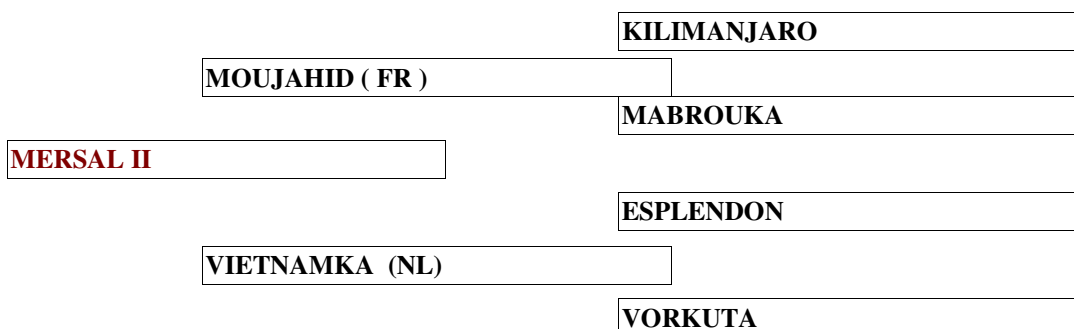 KILIMANJARO
MOUJAHID ( FR )
MABROUKA
MERSAL II
ESPLENDON
VIETNAMKA (NL)
VORKUTA